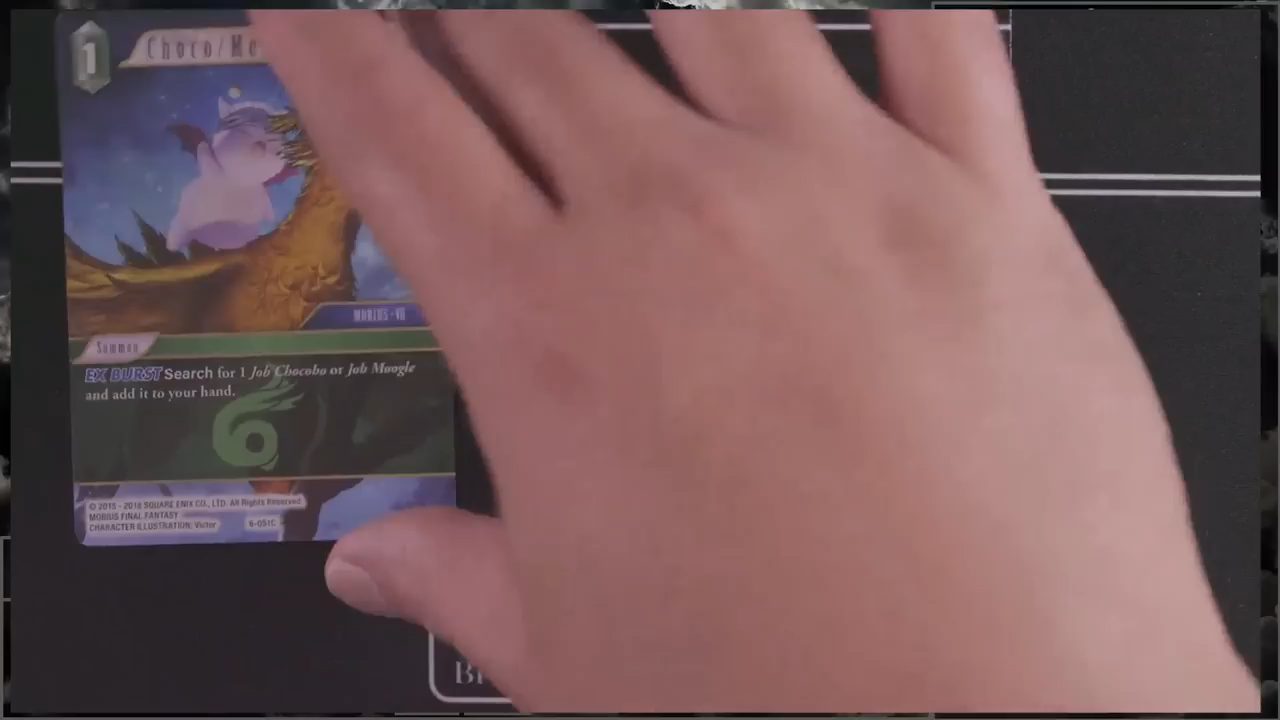 1
Choco/Mo
MOBIUS-VII
Summon
EX BURST Search for 1 Job Chocobo or Job Moogle
and add it to your hand.
© 2015 - 2018 SQUARE ENIX CO., LTD. All Rights Reserved
MOBIUS FINAL FANTASY
CHARACTER ILLUSTRATION: Victor
6-051C